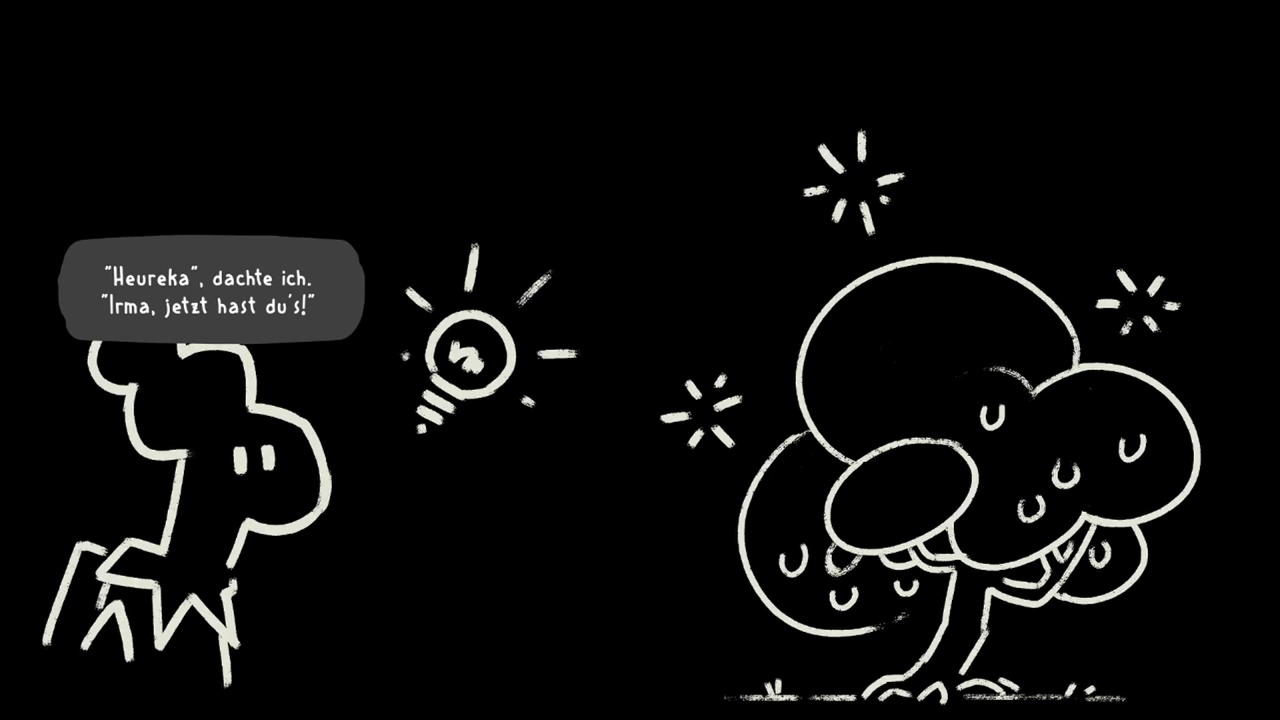 "Heureka", dachte ich.
"Irma, jetzt hast du's!"